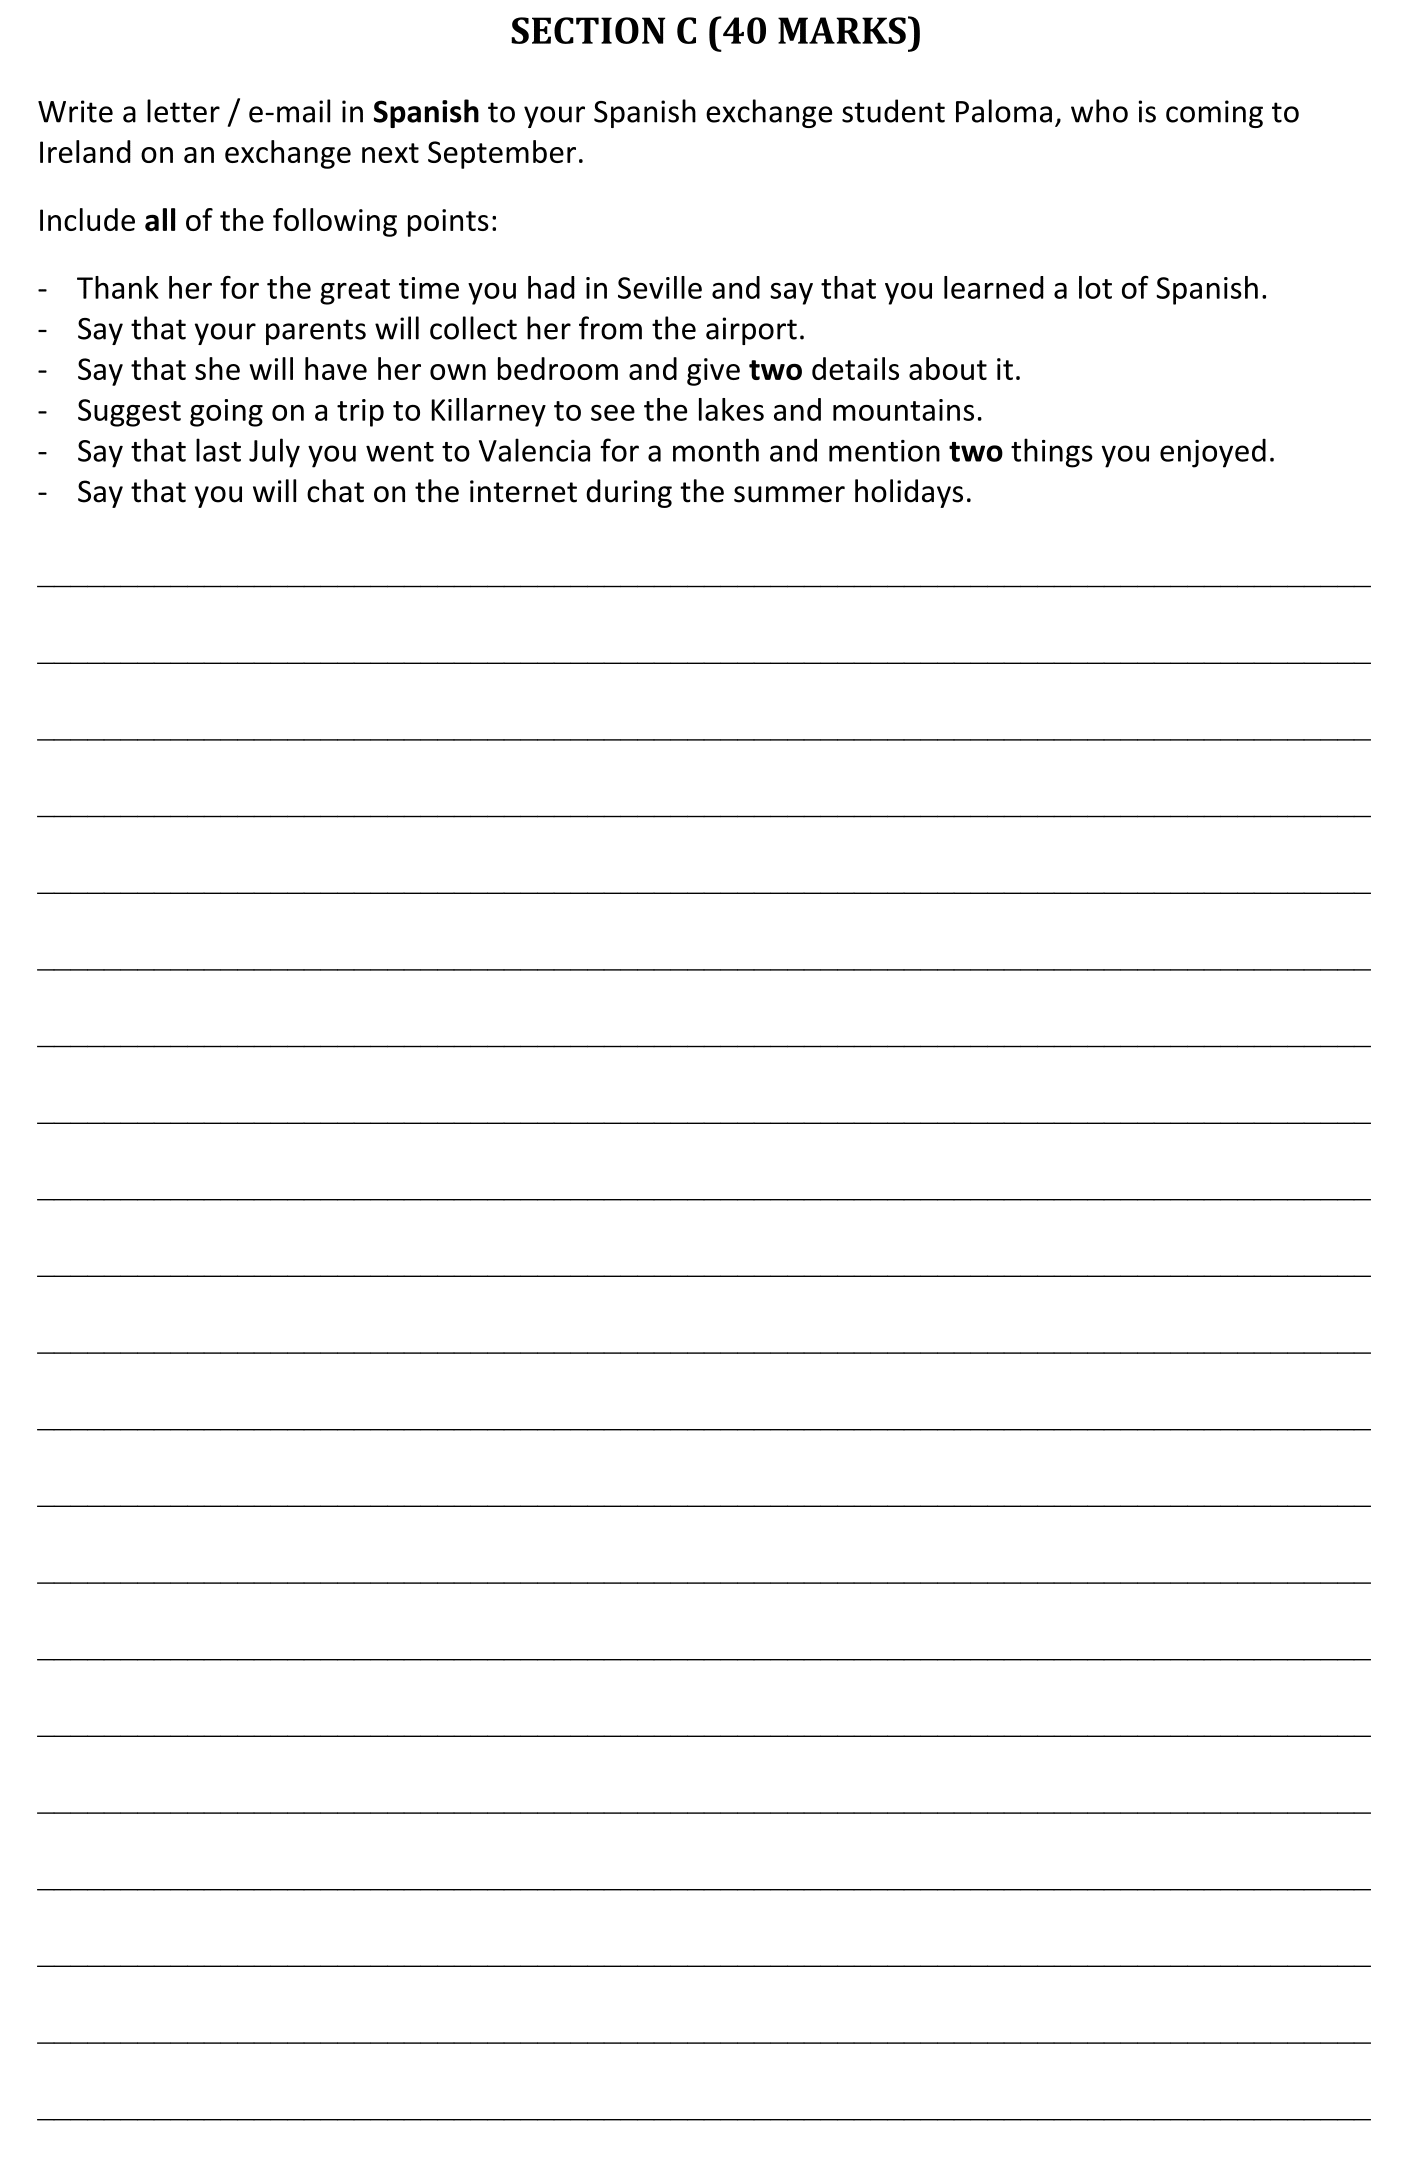 SECTION C (40 MARKS)
Write a letter / e-mail in Spanish to your Spanish exchange student Paloma, who is coming to
Ireland on an exchange next September.
Include all of the following points:
- Thank her for the great time you had in Seville and say that you learned a lot of Spanish.
- Say that your parents will collect her from the airport.
- Say that she will have her own bedroom and give two details about it.
- Suggest going on a trip to Killarney to see the lakes and mountains.
- Say that last July you went to Valencia for a month and mention two things you enjoyed.
- Say that you will chat on the internet during the summer holidays.